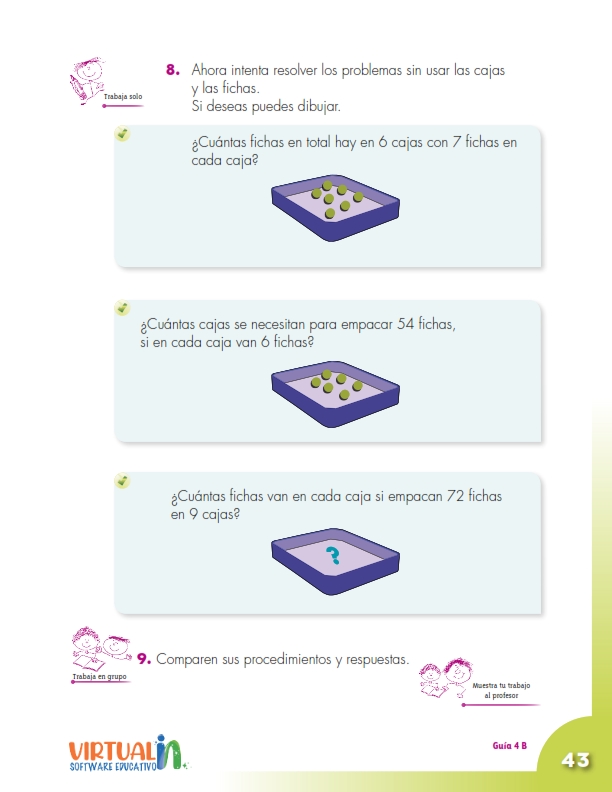 Trabaja solo
8. Ahora intenta resolver los problemas sin usar las cajas
y las fichas.
Si deseas puedes dibujar.
¿Cuántas fichas en total hay en 6 cajas con 7 fichas en
cada caja?
¿Cuántas cajas se necesitan para empacar 54 fichas,
si en cada caja van 6 fichas?
¿Cuántas fichas van en cada caja si empacan 72 fichas
en 9 cajas?
?
Trabaja en grupo
9. Comparen sus procedimientos y respuestas.
Muestra tu trabajo
al profesor
VIRTUAL in
SOFTWARE EDUCATIVO
Guía 4 B
43